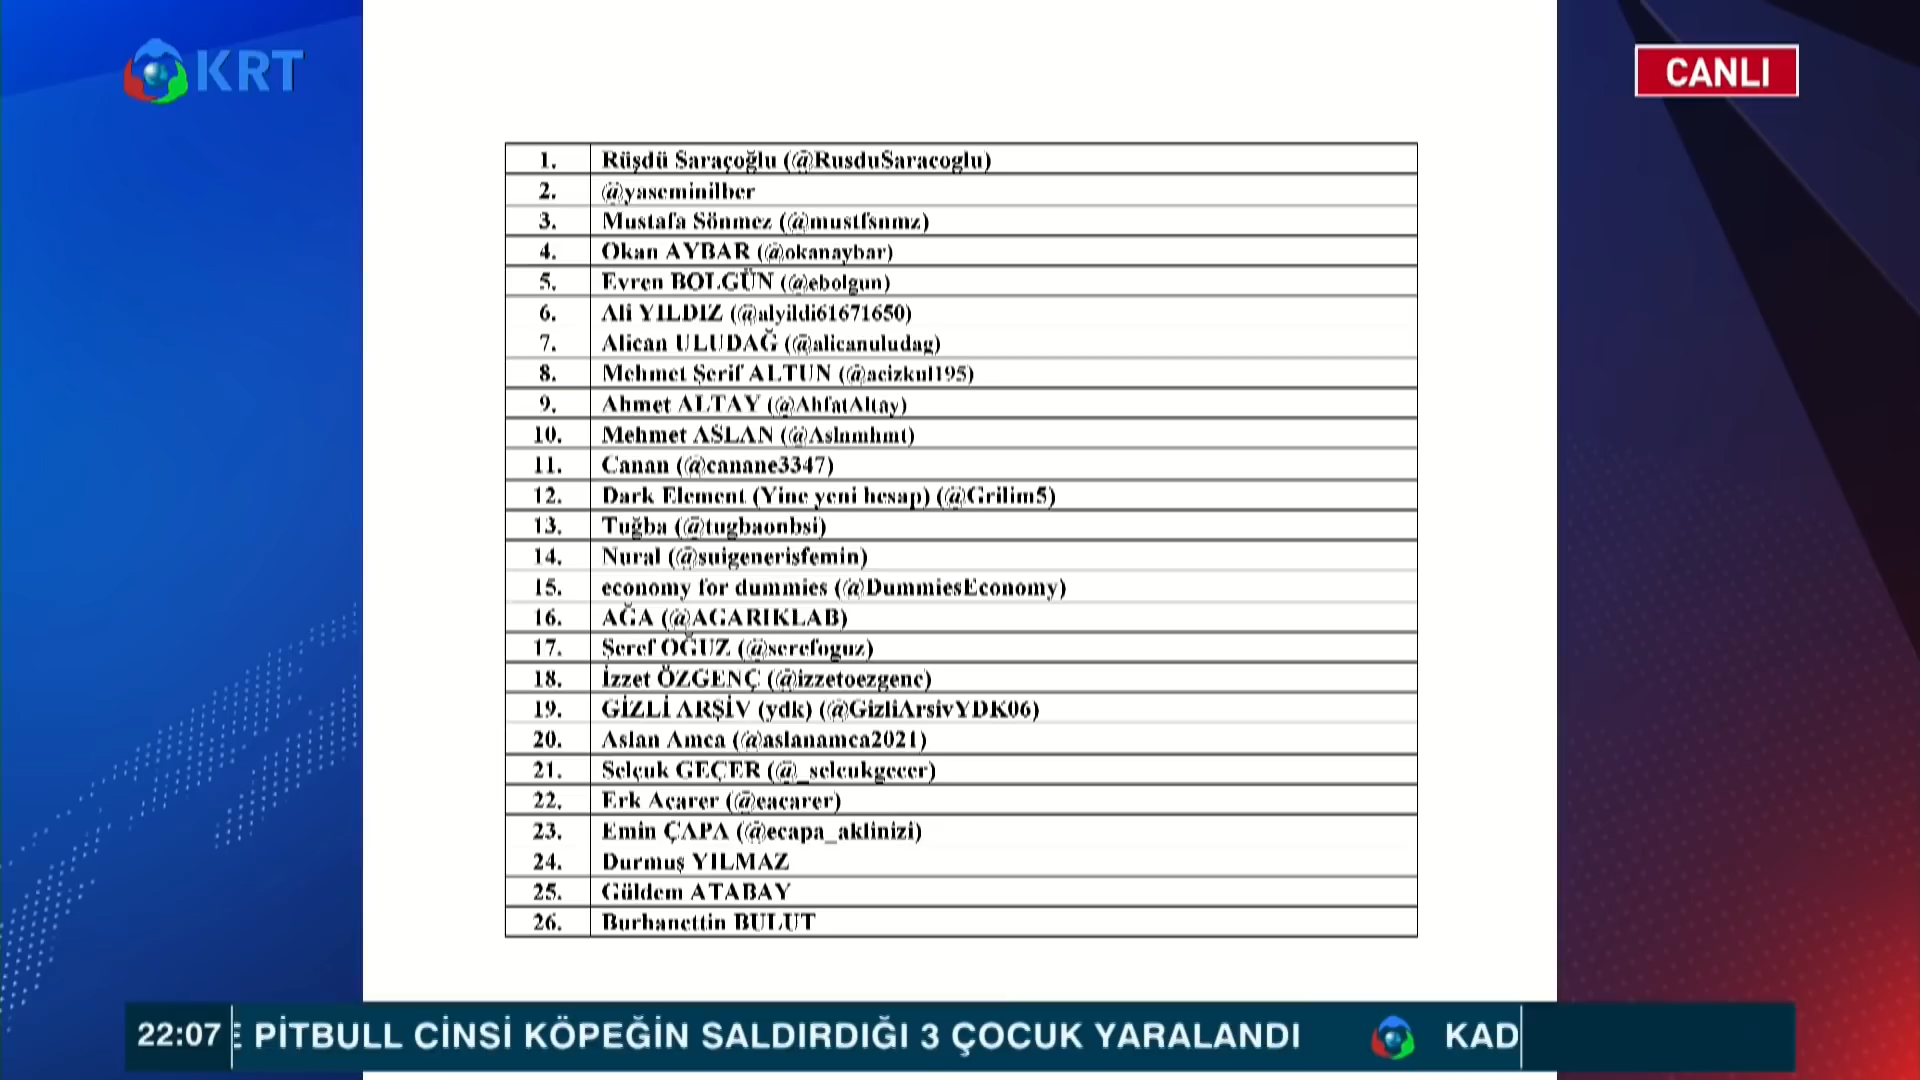 KRT
CANLI
1. Rüşdü Saraçoğlu (@RusduSaracoglu)
2. @yaseminilber
3. Mustafa Sönmez (@mustfsnmz)
4. Okan AYBAR (@okanaybar)
5. Evren BOLGÜN (@ebolgun)
6. Ali YILDIZ (@alyildi61671650)
7. Alican ULUDAĞ (@alicanuludag)
8. Mehmet Şerif ALTUN (@acizkul195)
9. Ahmet ALTAY (@AhfatAltay)
10. Mehmet ASLAN (@Aslnmhmt)
11. Canan (@canane3347)
12. Dark Element (Yine yeni hesap) (@Grilim5)
13. Tuğba (@tugbaonbsi)
14. Nural (@suigenerisfemin)
15. economy for dummies (@DummiesEconomy)
16. AĞA (@AGARIKLAB)
17. Şeref OĞUZ (@serefoguz)
18. İzzet ÖZGENÇ (@izzetoezgenc)
19. GİZLİ ARŞİV (ydk) (@GizliArsivYDK06)
20. Aslan Amca (@aslanamca2021)
21. Selçuk GEÇER (@_selcukgecer)
22. Erk Acarer (@eacarer)
23. Emin ÇAPA (@ecapa_aklinizi)
24. Durmuş YILMAZ
25. Güldem ATABAY
26. Burhanettin BULUT
22:07 E PİTBULL CİNSİ KÖPEĞİN SALDIRDIĞI 3 ÇOCUK YARALANDI KAD